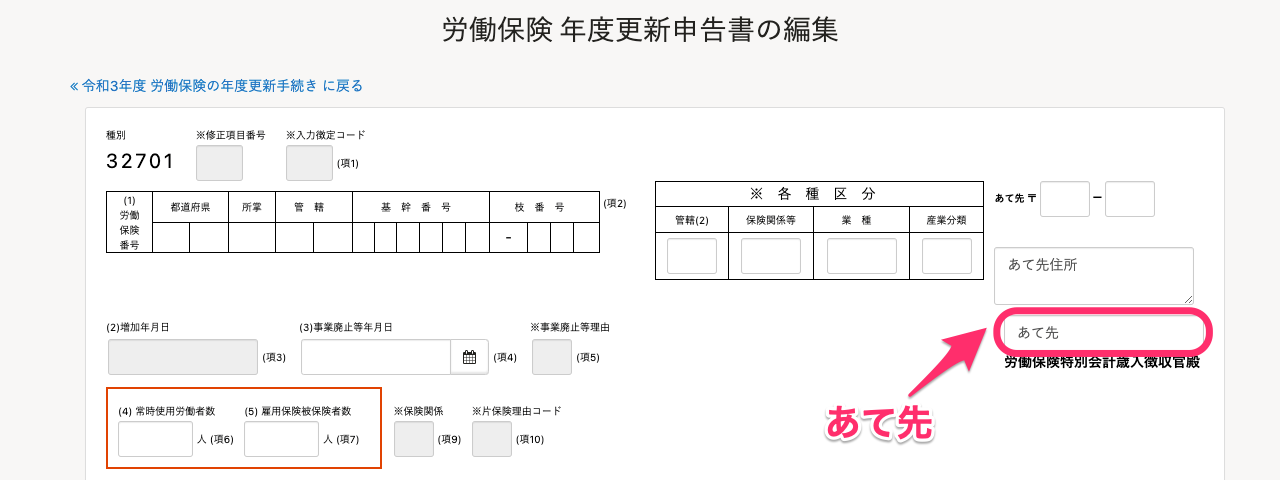 労働保険 年度更新申告書の編集
« 令和3年度 労働保険の年度更新手続き に戻る
種別 ※修正項目番号 ※入力徴定コード
32701 (項1)
(1)労働保険番号 都道府県 所掌 管轄 基幹番号 枝番号 (項2)
-
※ 各 種 区 分
管轄(2) 保険関係等 業 種 産業分類
あて先 〒 ー
あて先住所
あて先
労働保険特別会計歳入徴収官殿
(2)増加年月日 (3)事業廃止等年月日 ※事業廃止等理由
(項3) (項4) (項5)
(4) 常時使用労働者数 (5) 雇用保険被保険者数 ※保険関係 ※片保険理由コード
人 (項6) 人 (項7) (項9) (項10)
あて先